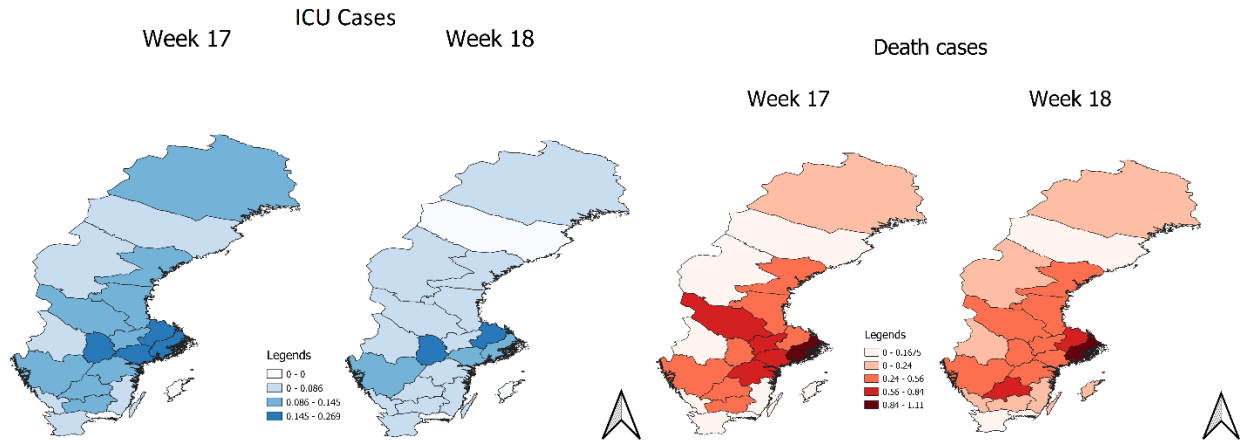 ICU Cases
Week 17
Week 18
Legends
0 - 0
0 - 0.086
0.086 - 0.145
0.145 - 0.269
Death cases
Week 17
Week 18
Legends
0 - 0.1675
0 - 0.24
0.24 - 0.56
0.56 - 0.84
0.84 - 1.11